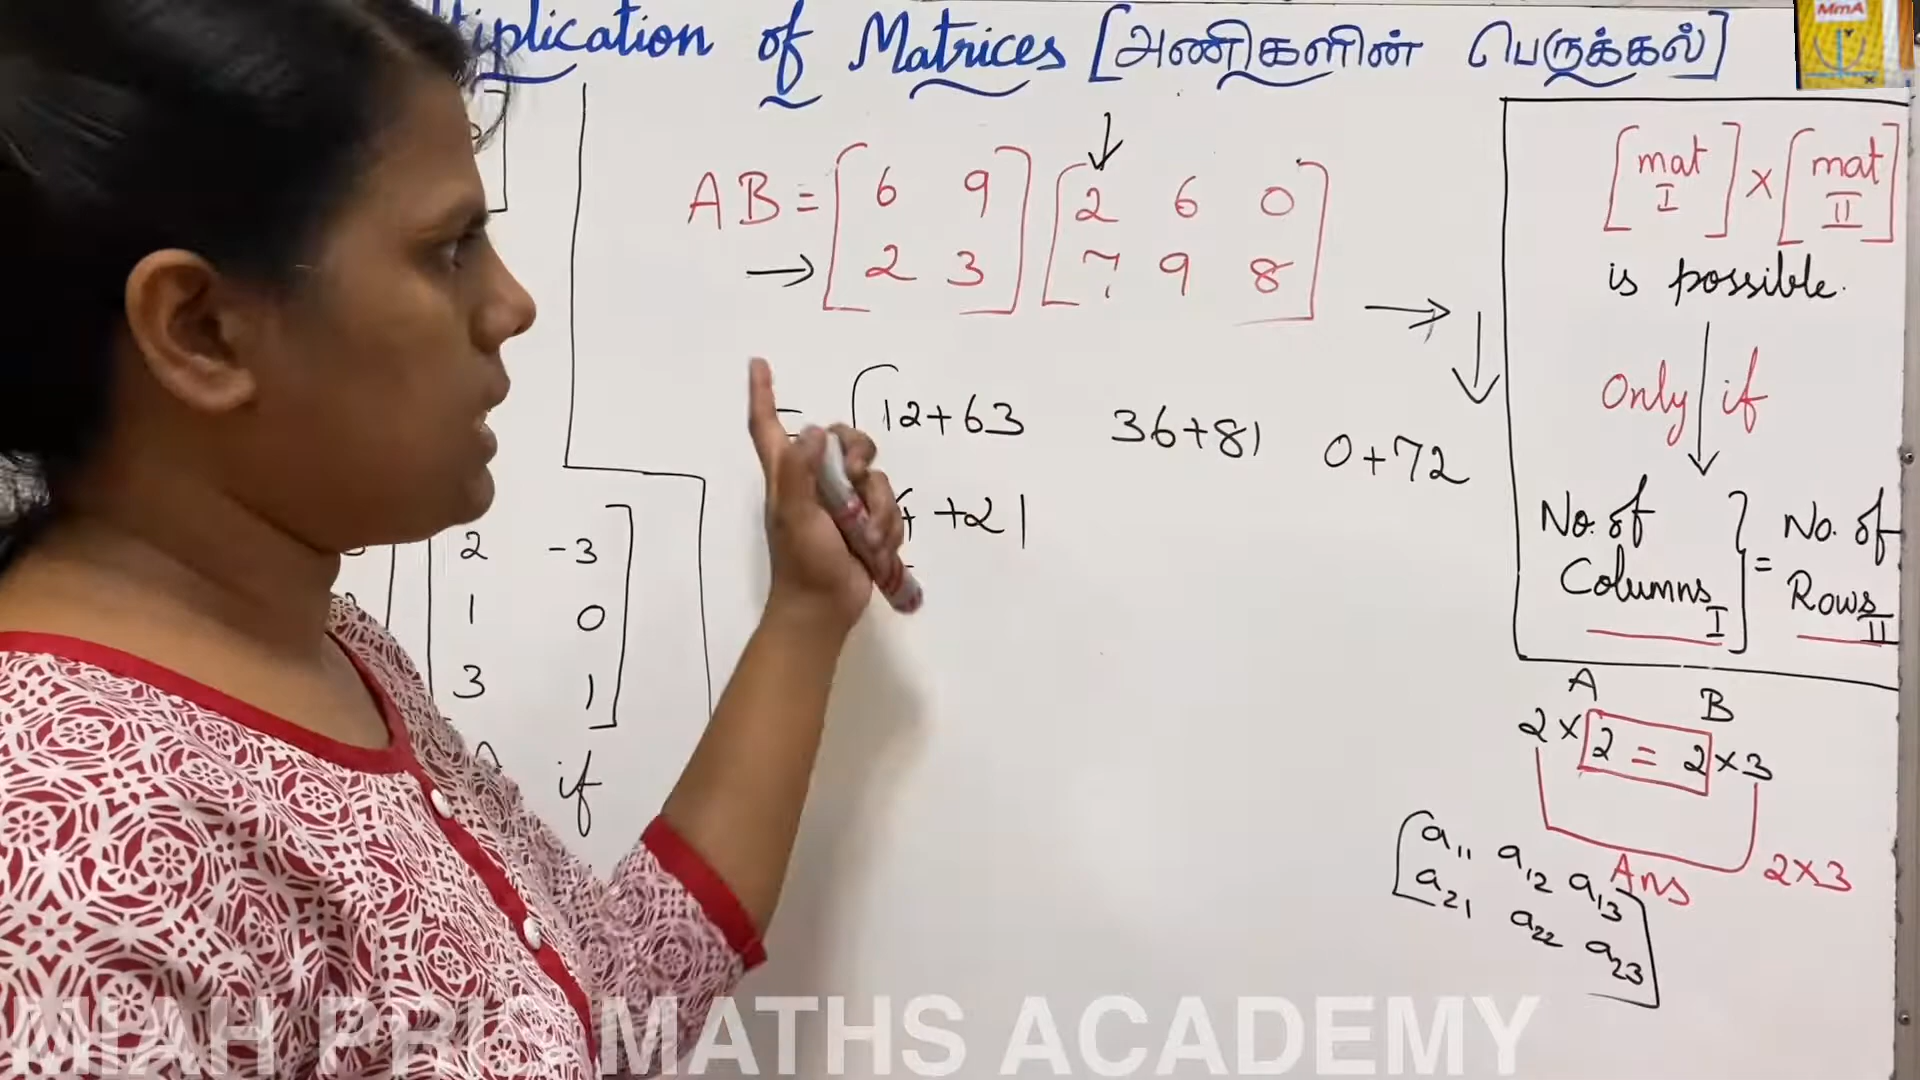 of Matrices [அணிகளின் பெருக்கல்]
MmA
AB = [6 9] [2 6 0]
[2 3] [7 9 8]
= [12+63 36+81 0+72
+21
2 -3
1 0
3 1
if
[mat I] × [mat II]
is possible.
Only if
No. of Columns I } = No. of Rows II
A B
2 × 2 = 2 × 3
Ans 2×3
[a11 a12 a13
a21 a22 a23]
MATHS ACADEMY